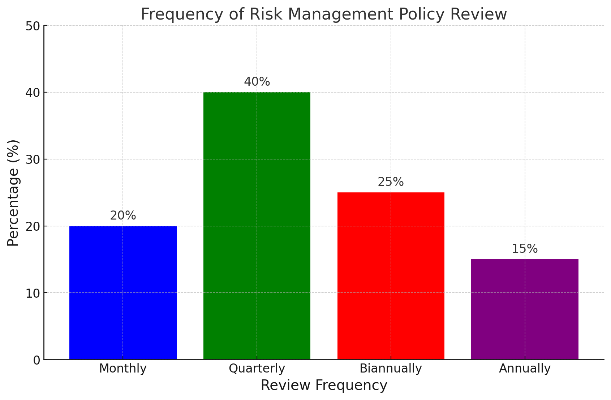 Frequency of Risk Management Policy Review
Percentage (%)
50
40
30
20
10
0
20%
40%
25%
15%
Monthly
Quarterly
Biannually
Annually
Review Frequency